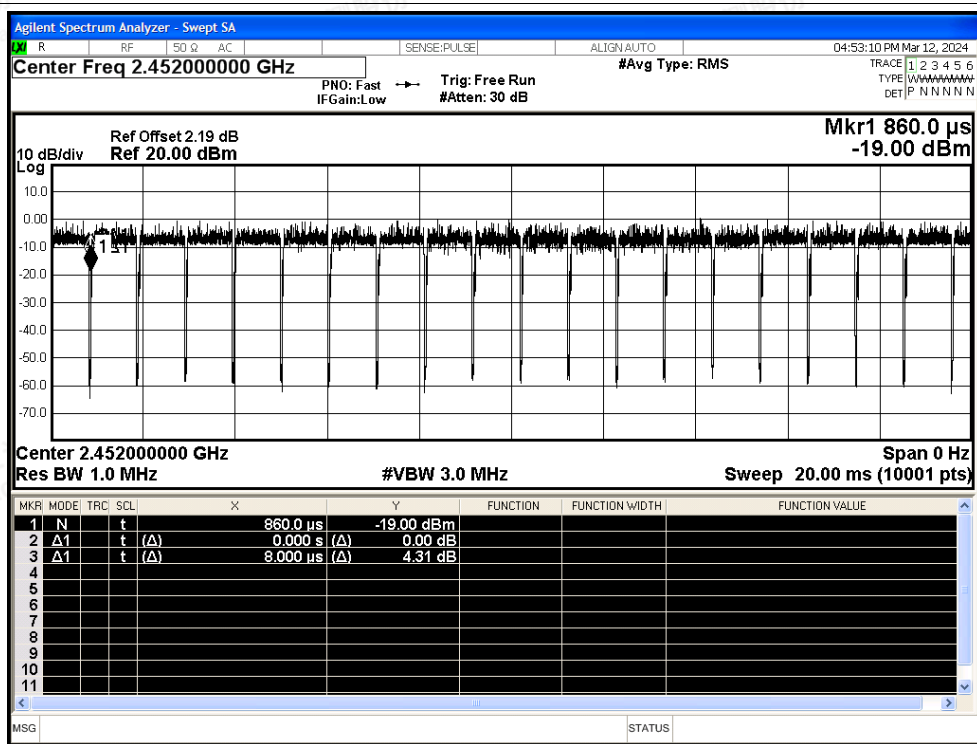 Agilent Spectrum Analyzer - Swept SA
LXI R RF 50 Ω AC SENSE:PULSE ALIGN AUTO 04:53:10 PM Mar 12, 2024
Center Freq 2.452000000 GHz
PNO: Fast
IFGain:Low
Trig: Free Run
#Atten: 30 dB
#Avg Type: RMS
TRACE 1 2 3 4 5 6
TYPE WWWWWW
DET P N N N N N
Mkr1 860.0 µs
-19.00 dBm
Ref Offset 2.19 dB
10 dB/div Ref 20.00 dBm
Log
10.0
0.00
-10.0
-20.0
-30.0
-40.0
-50.0
-60.0
-70.0
1
Center 2.452000000 GHz Span 0 Hz
Res BW 1.0 MHz #VBW 3.0 MHz Sweep 20.00 ms (10001 pts)
MKR MODE TRC SCL X Y FUNCTION FUNCTION WIDTH FUNCTION VALUE
1 N t 860.0 µs -19.00 dBm
2 Δ1 t (Δ) 0.000 s (Δ) 0.00 dB
3 Δ1 t (Δ) 8.000 µs (Δ) 4.31 dB
4
5
6
7
8
9
10
11
MSG STATUS